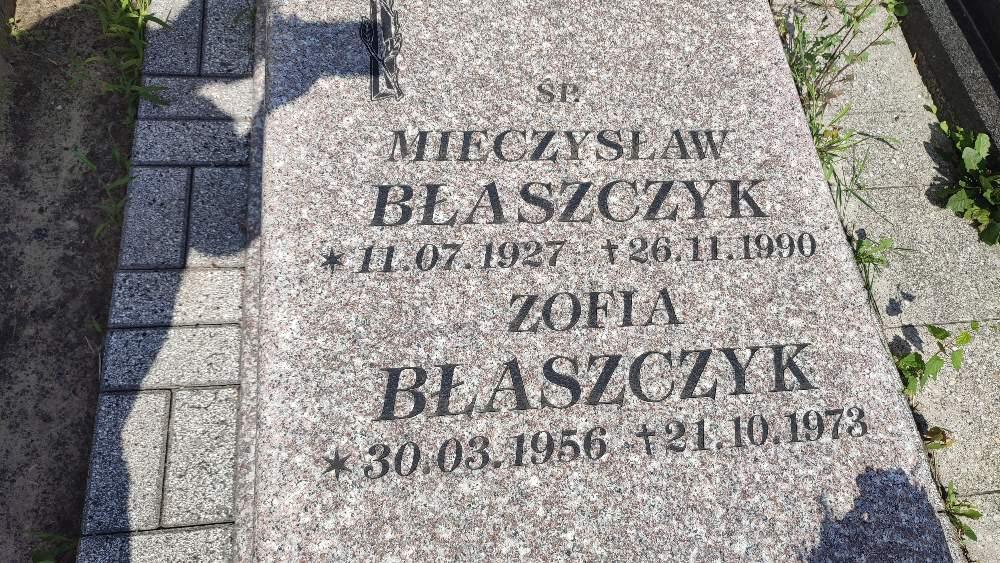 ŚP.
MIECZYSŁAW
BŁASZCZYK
* 11.07.1927 † 26.11.1990
ZOFIA
BŁASZCZYK
* 30.03.1956 † 21.10.1973